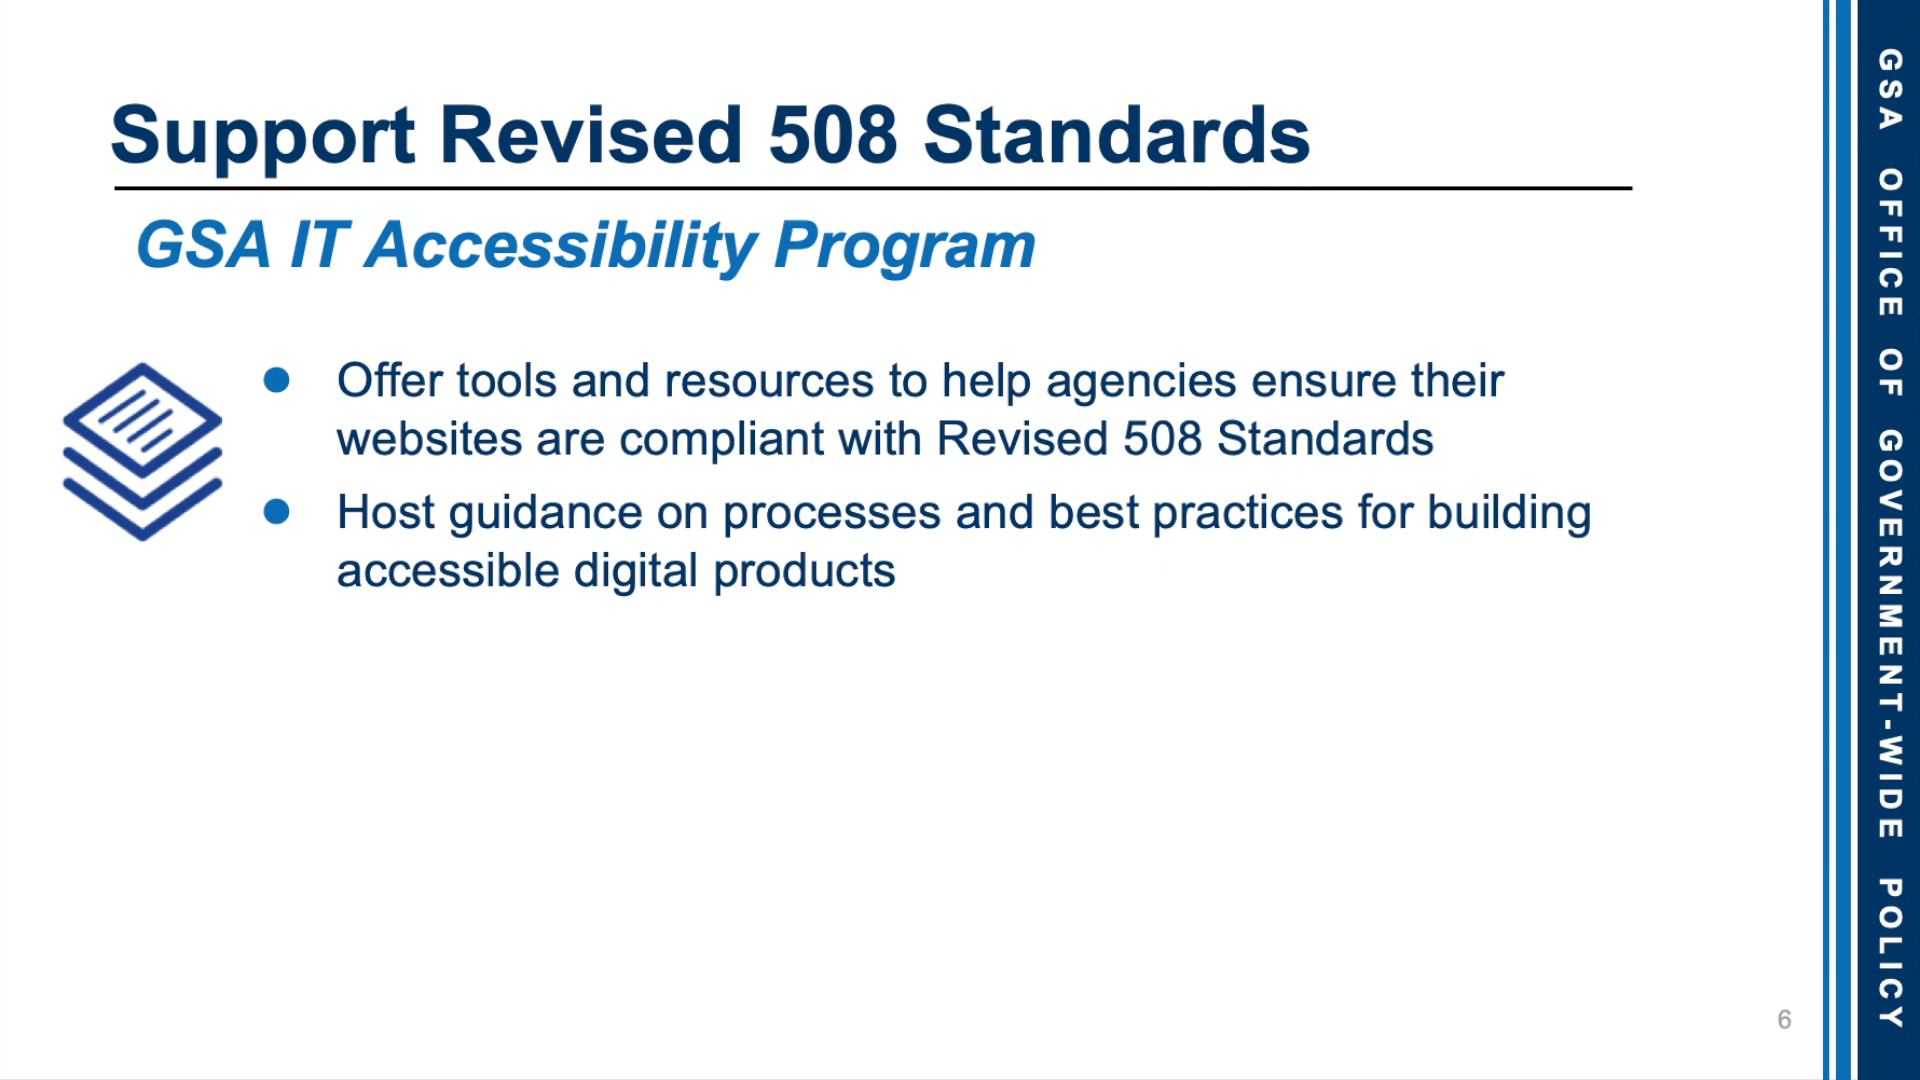 Support Revised 508 Standards
GSA IT Accessibility Program
● Offer tools and resources to help agencies ensure their
websites are compliant with Revised 508 Standards
● Host guidance on processes and best practices for building
accessible digital products
6
GSA OFFICE OF GOVERNMENT-WIDE POLICY